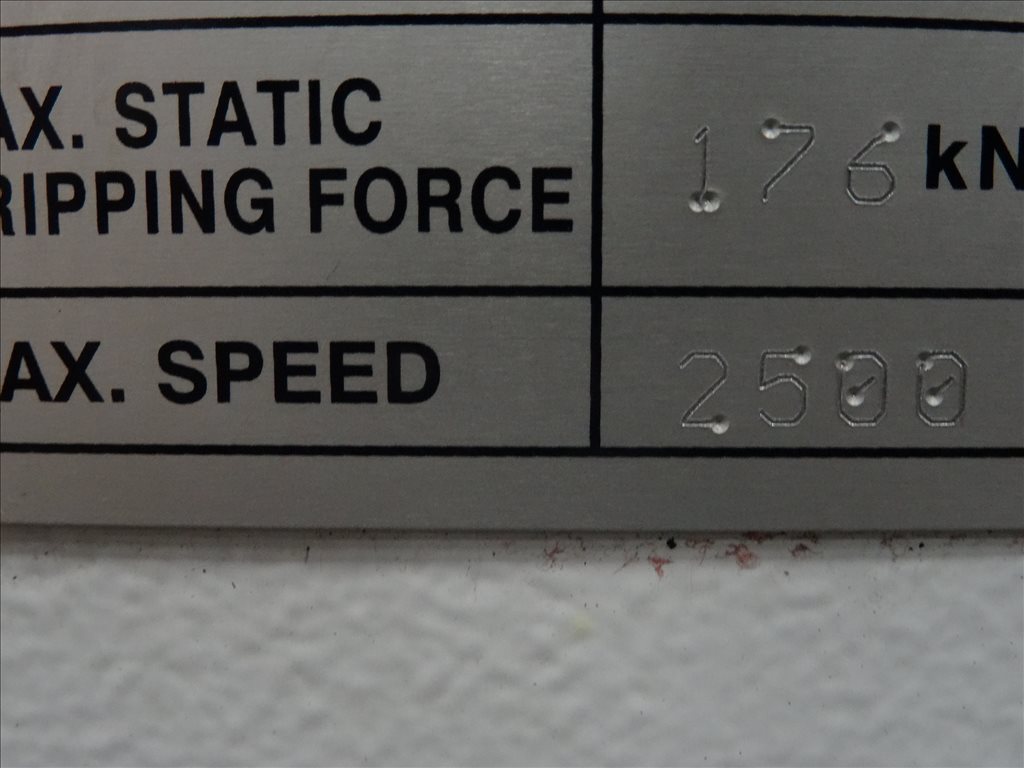 AX. STATIC
RIPPING FORCE
176 kN
AX. SPEED
2500